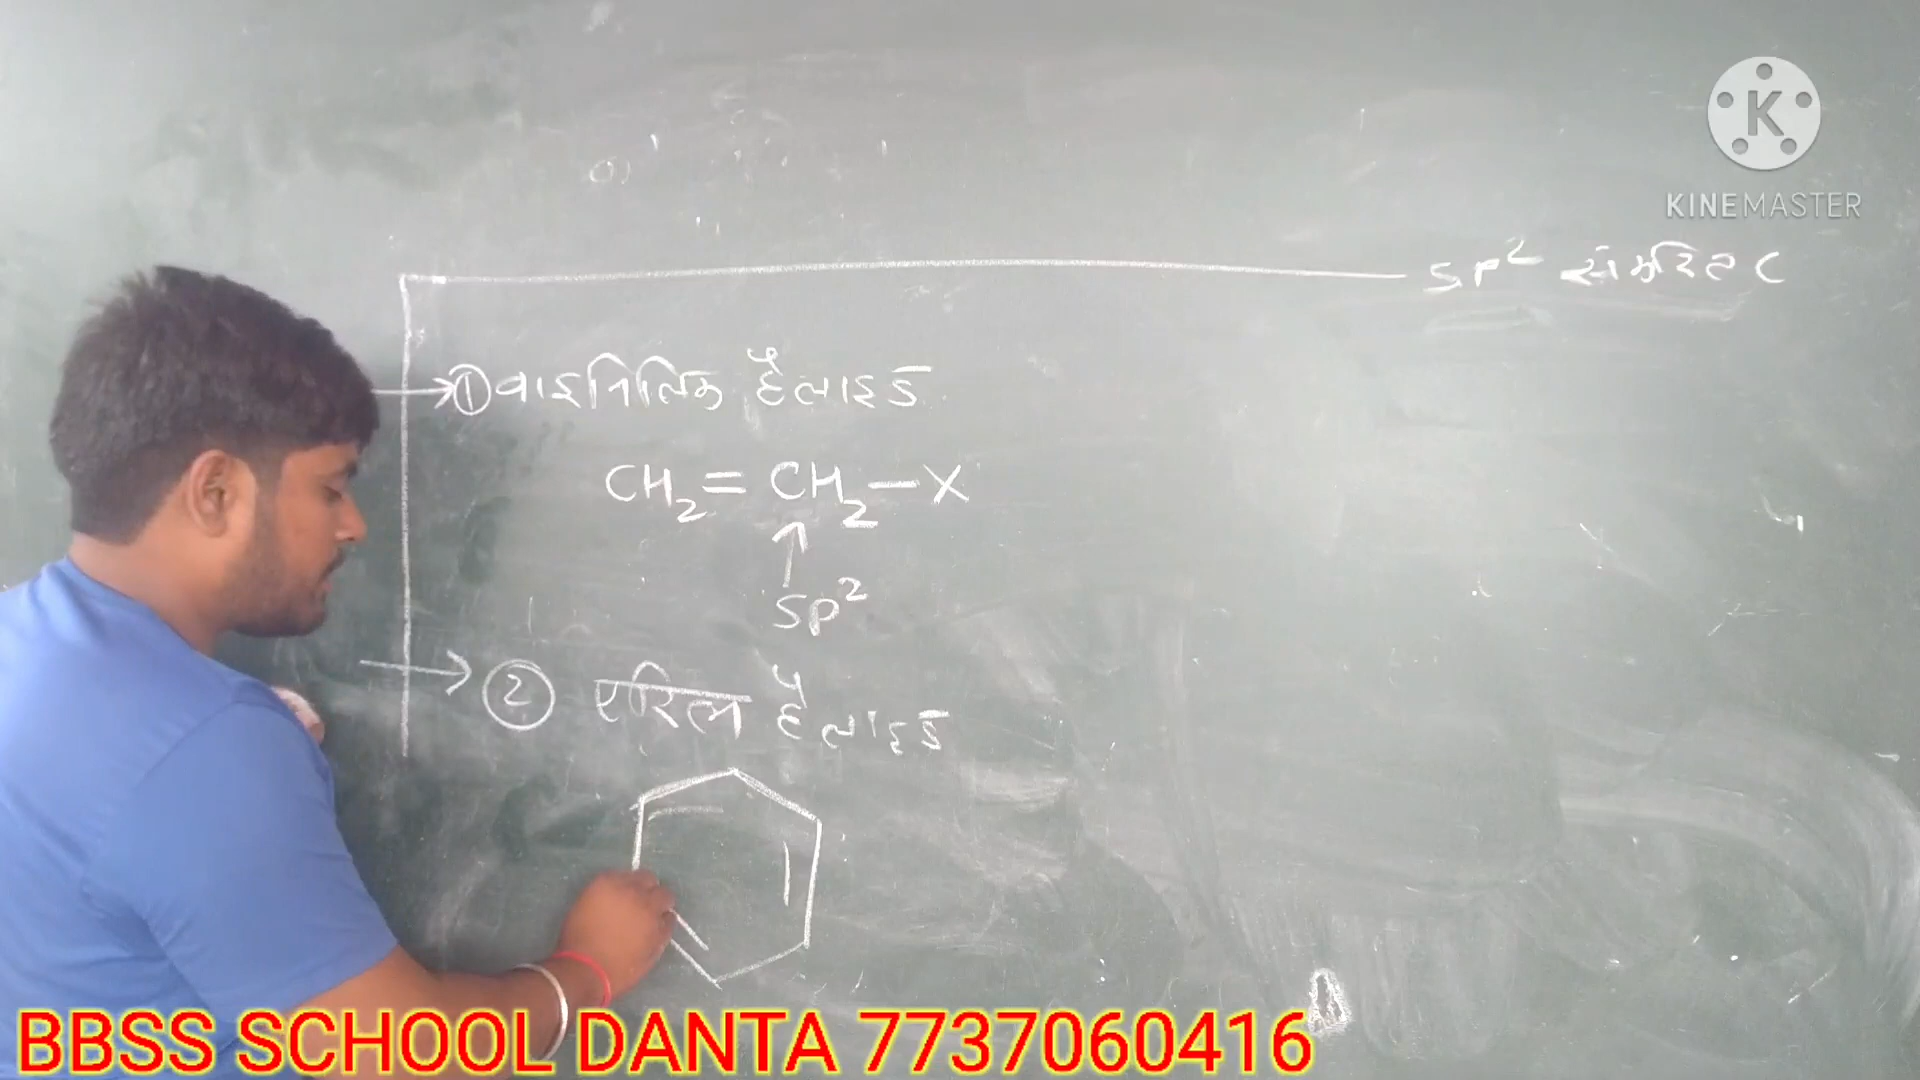 K
KINEMASTER
SP² संकरित C
① वाइनिलिक हैलाइड
CH₂=CH₂—X
SP²
② एरिल हैलाइड
BBSS SCHOOL DANTA 7737060416